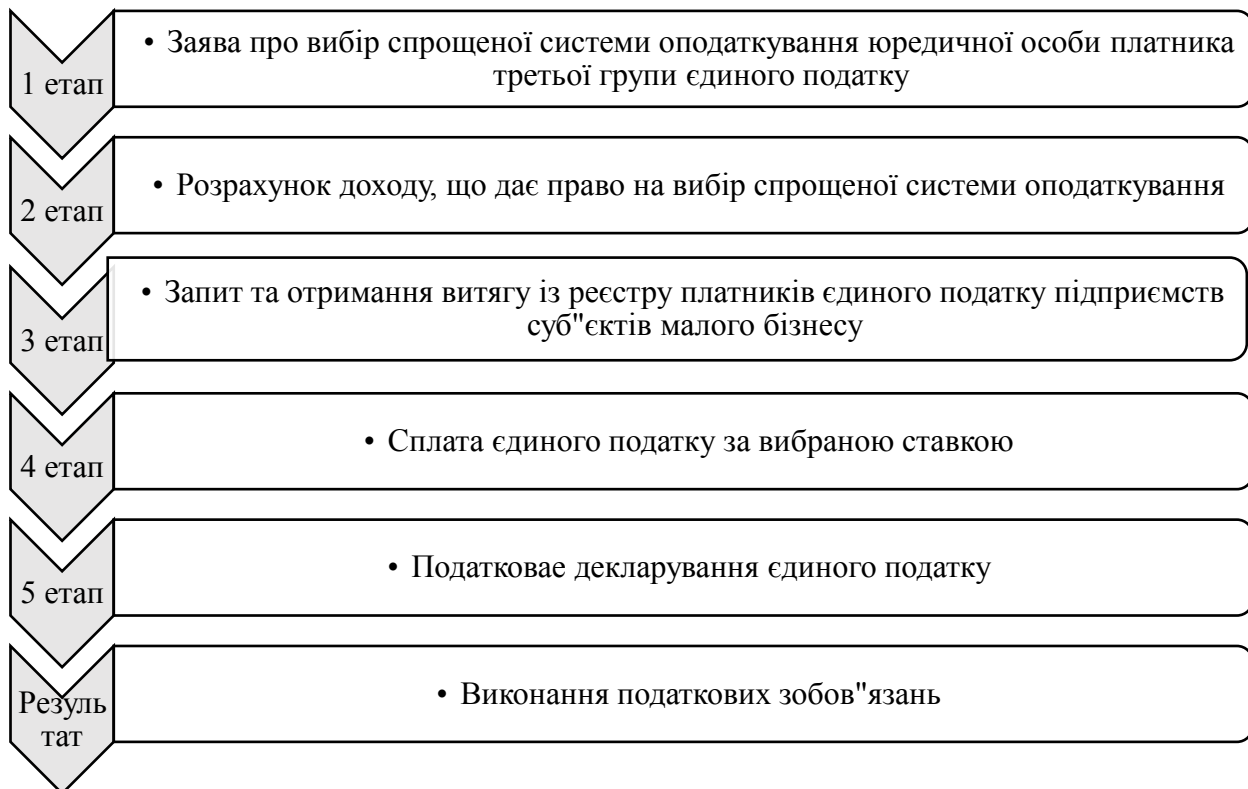 1 етап
• Заява про вибір спрощеної системи оподаткування юредичної особи платника
третьої групи єдиного податку
2 етап
• Розрахунок доходу, що дає право на вибір спрощеної системи оподаткування
3 етап
• Запит та отримання витягу із реєстру платників єдиного податку підприємств
суб"єктів малого бізнесу
4 етап
• Сплата єдиного податку за вибраною ставкою
5 етап
• Податковае декларування єдиного податку
Резуль
тат
• Виконання податкових зобов"язань